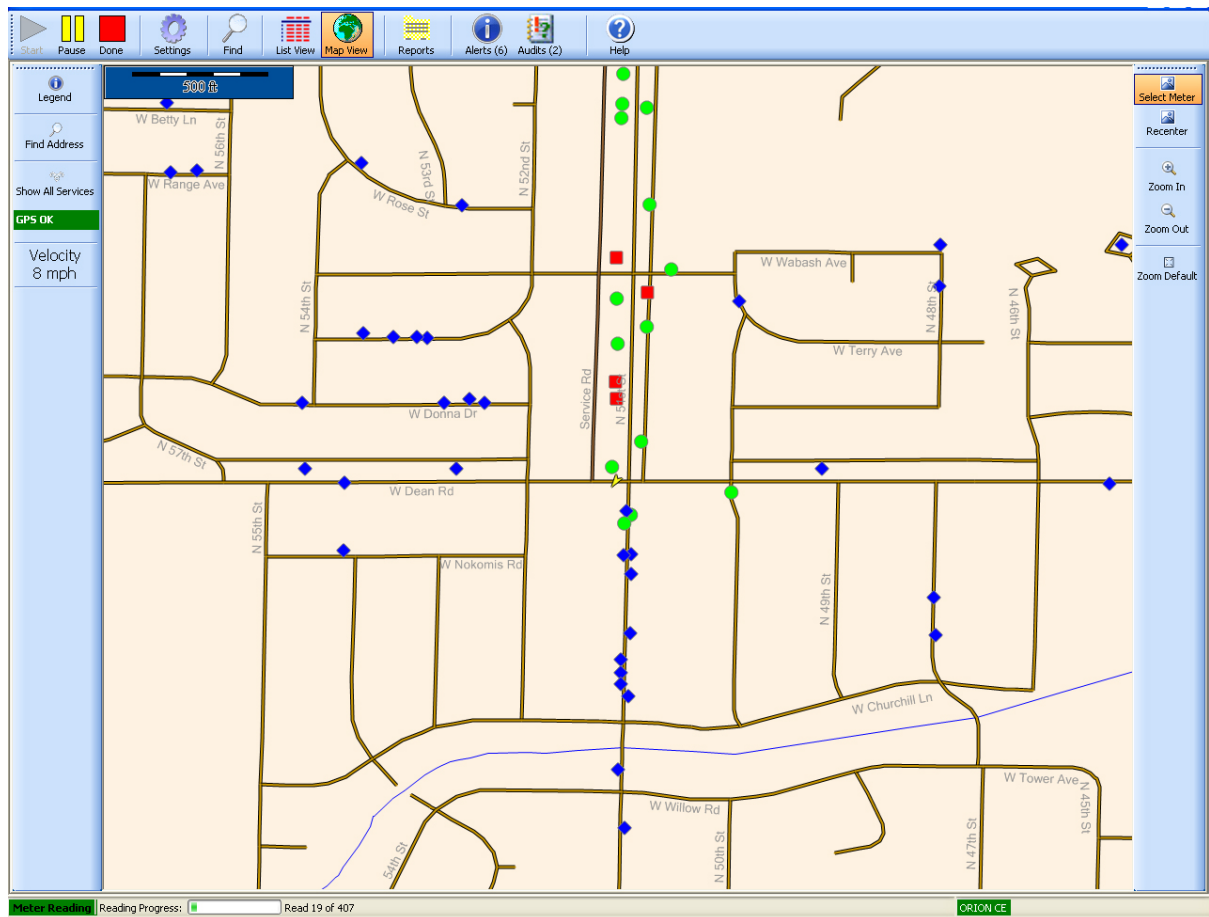 Start Pause Done Settings Find List View Map View Reports Alerts (6) Audits (2) Help
Legend
Find Address
Show All Services
GPS OK
Velocity
8 mph
500 ft
W Betty Ln
N 56th St
W Range Ave
N 53rd St
N 52nd St
W Rose St
N 54th St
W Donna Dr
N 57th St
Service Rd
N 51st St
W Wabash Ave
N 48th St
N 46th St
W Terry Ave
W Dean Rd
N 55th St
W Nokomis Rd
N 49th St
W Churchill Ln
W Willow Rd
54th St
N 50th St
N 47th St
W Tower Ave
N 45th St
Select Meter
Recenter
Zoom In
Zoom Out
Zoom Default
Meter Reading Reading Progress: Read 19 of 407 ORION CE